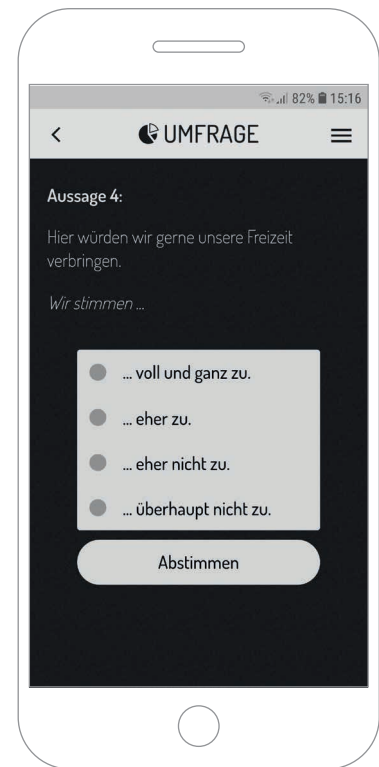 82% 15:16
UMFRAGE
Aussage 4:
Hier würden wir gerne unsere Freizeit
verbringen.
Wir stimmen ...
... voll und ganz zu.
... eher zu.
... eher nicht zu.
... überhaupt nicht zu.
Abstimmen